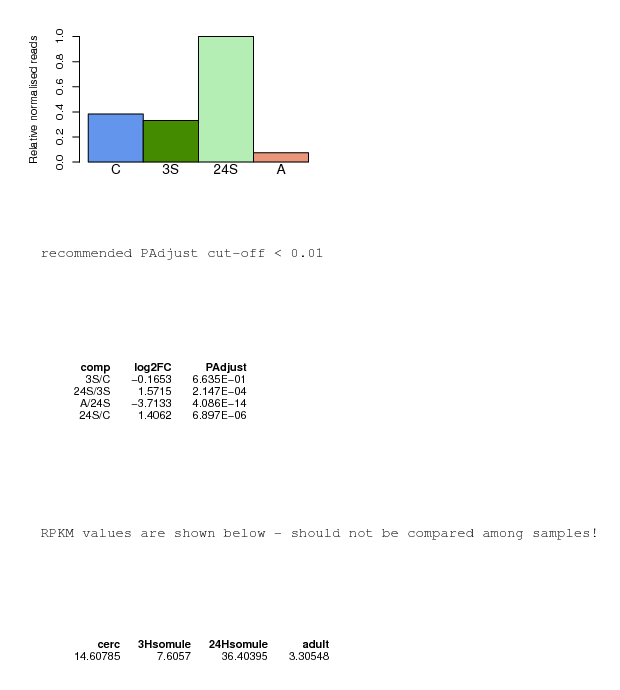 Relative normalised reads
1.0
0.8
0.6
0.4
0.2
0.0
C 3S 24S A
recommended PAdjust cut-off < 0.01
comp log2FC PAdjust
3S/C −0.1653 6.635E−01
24S/3S 1.5715 2.147E−04
A/24S −3.7133 4.086E−14
24S/C 1.4062 6.897E−06
RPKM values are shown below - should not be compared among samples!
cerc 3Hsomule 24Hsomule adult
14.60785 7.6057 36.40395 3.30548